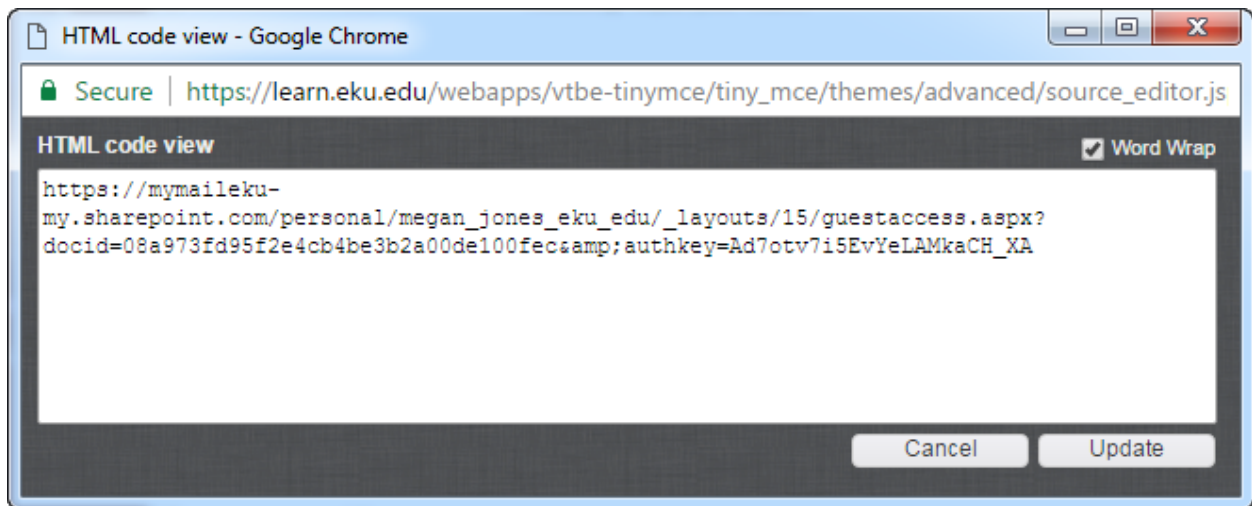 HTML code view - Google Chrome
Secure | https://learn.eku.edu/webapps/vtbe-tinymce/tiny_mce/themes/advanced/source_editor.js
HTML code view
Word Wrap
https://mymaileku-
my.sharepoint.com/personal/megan_jones_eku_edu/_layouts/15/guestaccess.aspx?
docid=08a973fd95f2e4cb4be3b2a00de100fec&amp;authkey=Ad7otv7i5EvYeLAMkaCH_XA
Cancel
Update